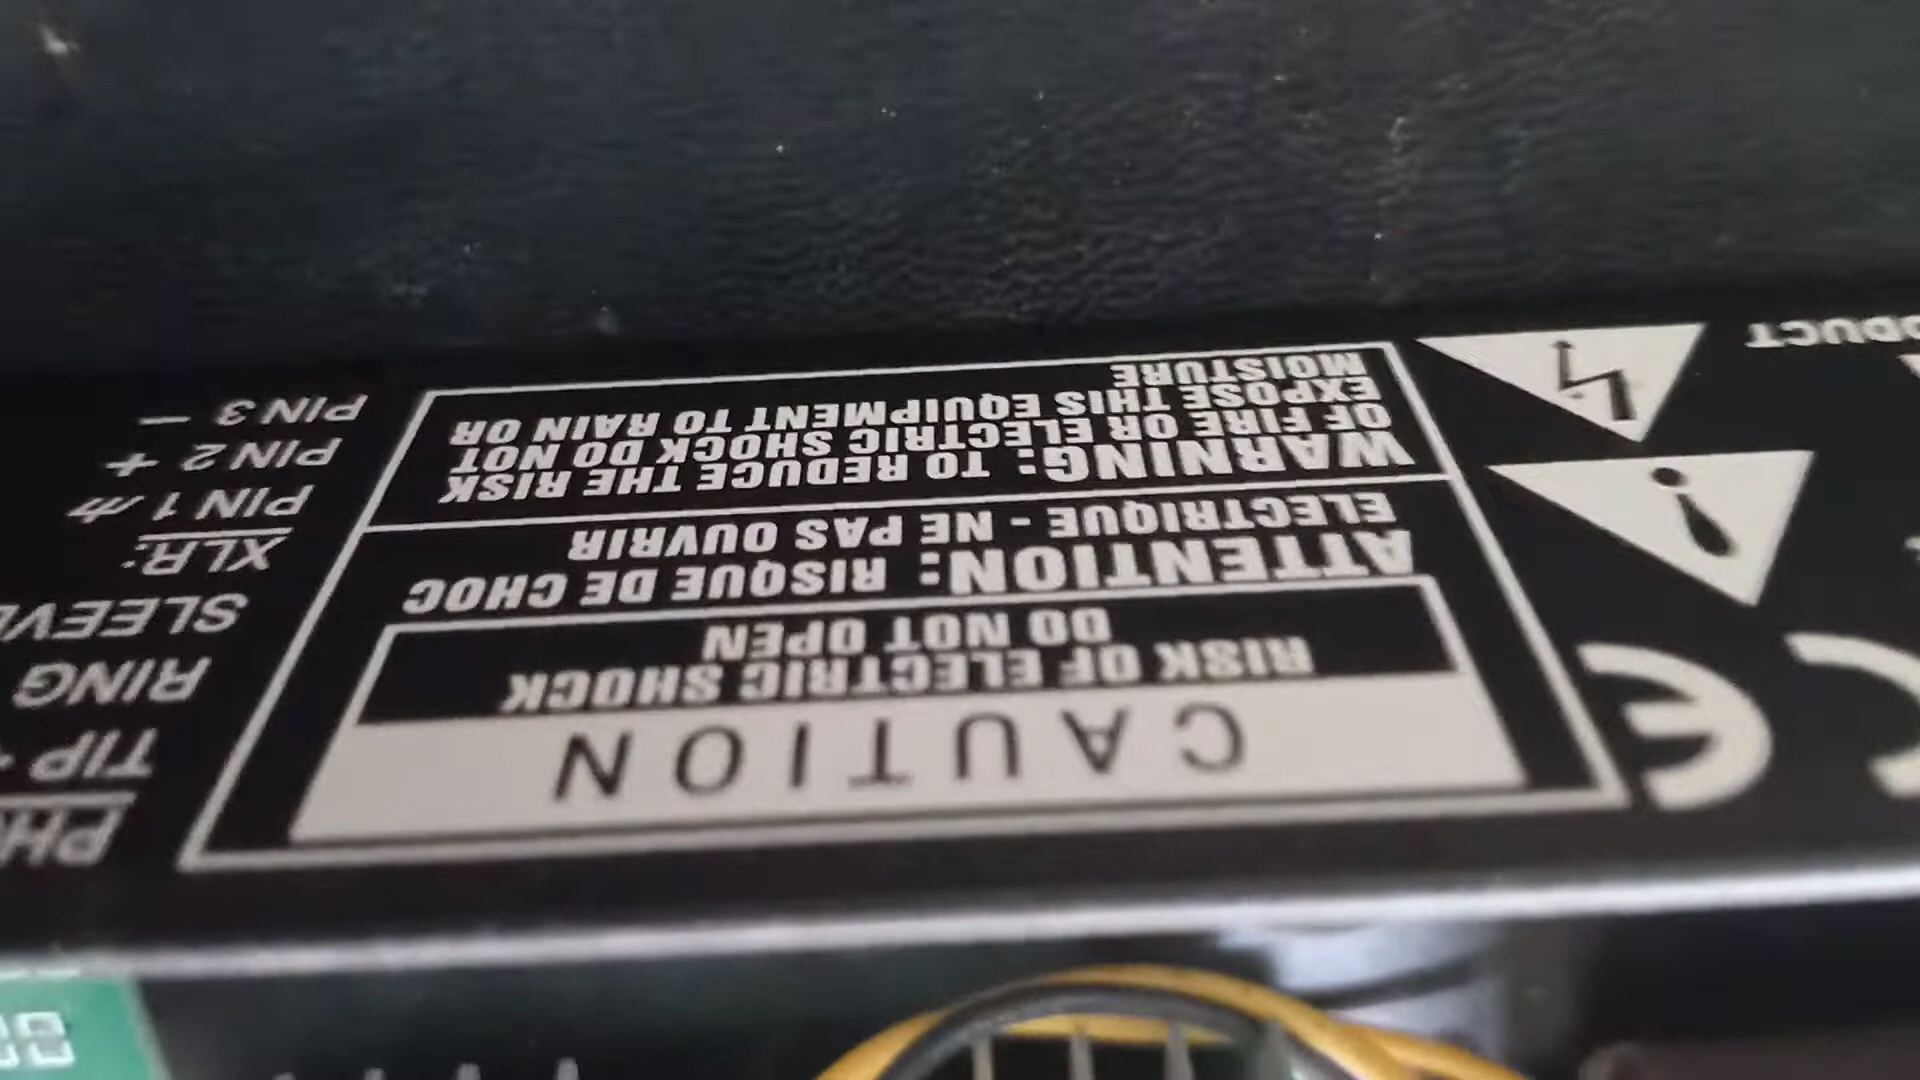 CAUTION
RISK OF ELECTRIC SHOCK
DO NOT OPEN
ATTENTION: RISQUE DE CHOC
ELECTRIQUE - NE PAS OUVRIR
WARNING: TO REDUCE THE RISK
OF FIRE OR ELECTRIC SHOCK DO NOT
EXPOSE THIS EQUIPMENT TO RAIN OR
MOISTURE
TIP
RING
SLEEVE
XLR:
PIN 1
PIN 2 +
PIN 3 −
CE